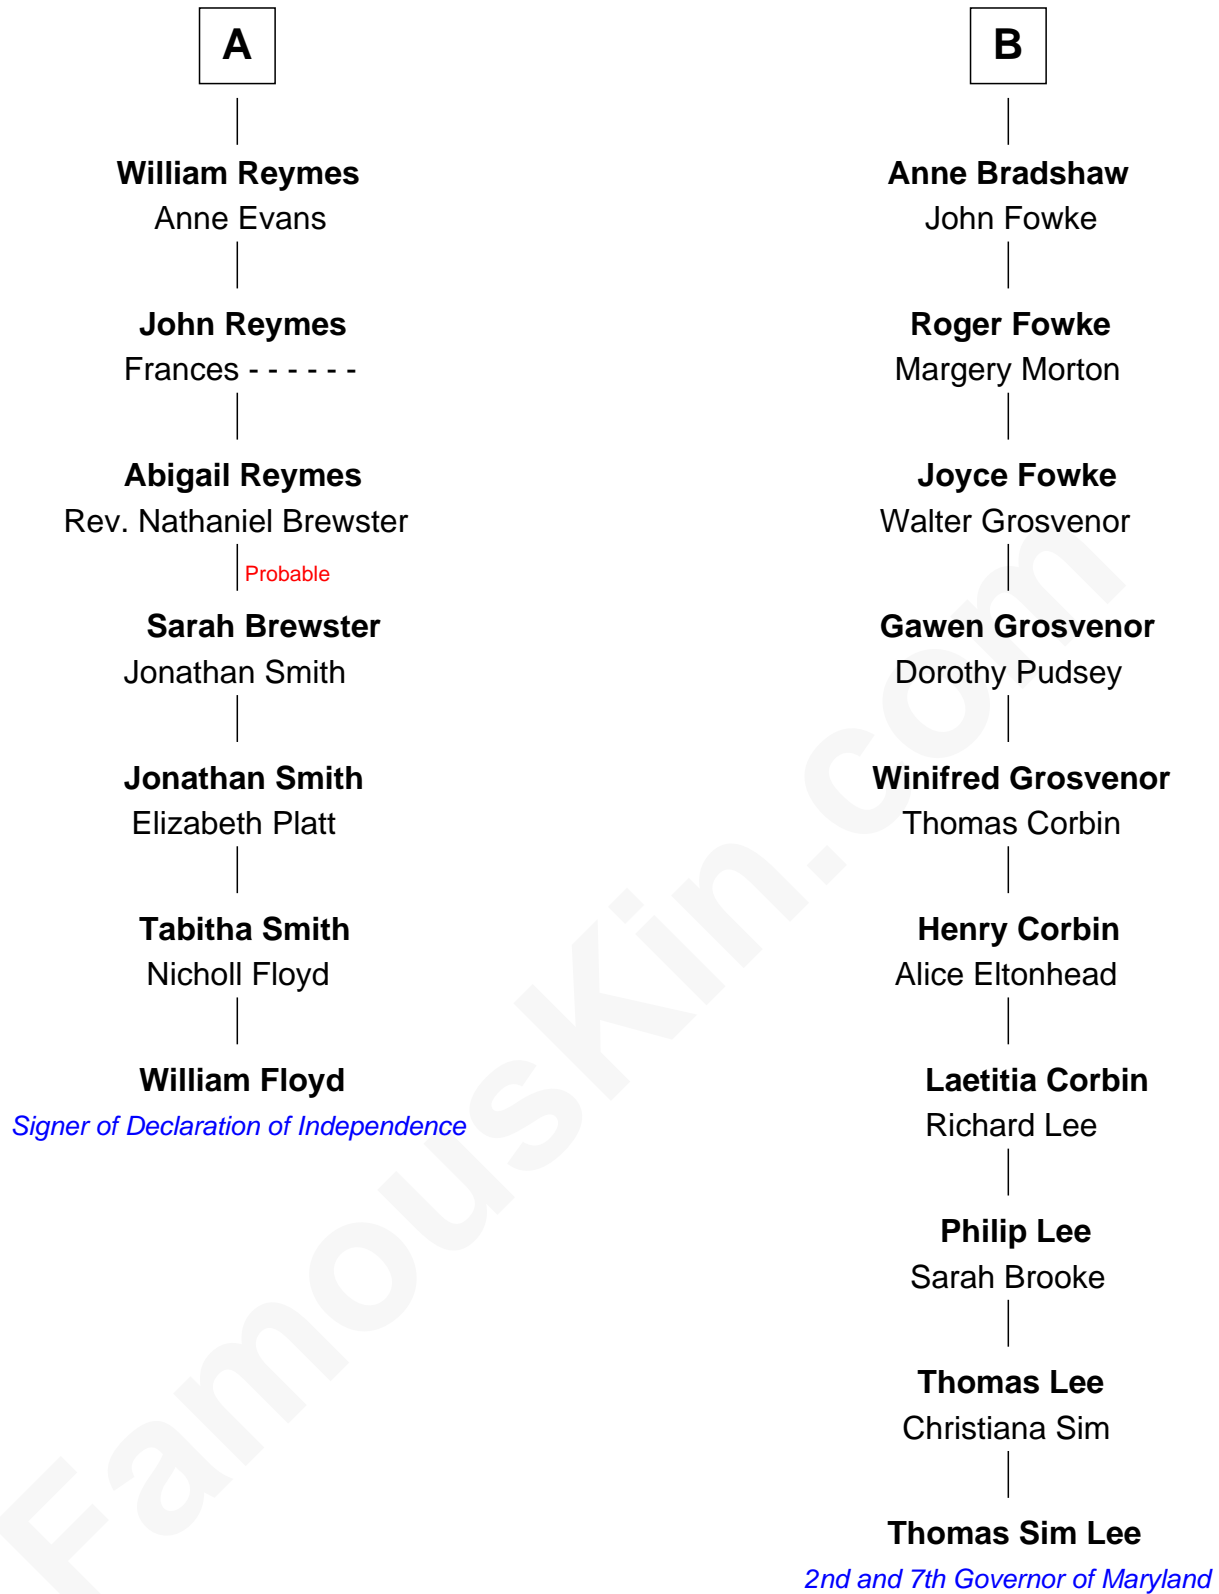 A
William Reymes
Anne Evans
John Reymes
Frances - - - - - -
Abigail Reymes
Rev. Nathaniel Brewster
Probable
Sarah Brewster
Jonathan Smith
Jonathan Smith
Elizabeth Platt
Tabitha Smith
Nicholl Floyd
William Floyd
Signer of Declaration of Independence
B
Anne Bradshaw
John Fowke
Roger Fowke
Margery Morton
Joyce Fowke
Walter Grosvenor
Gawen Grosvenor
Dorothy Pudsey
Winifred Grosvenor
Thomas Corbin
Henry Corbin
Alice Eltonhead
Laetitia Corbin
Richard Lee
Philip Lee
Sarah Brooke
Thomas Lee
Christiana Sim
Thomas Sim Lee
2nd and 7th Governor of Maryland
FamousKin.com